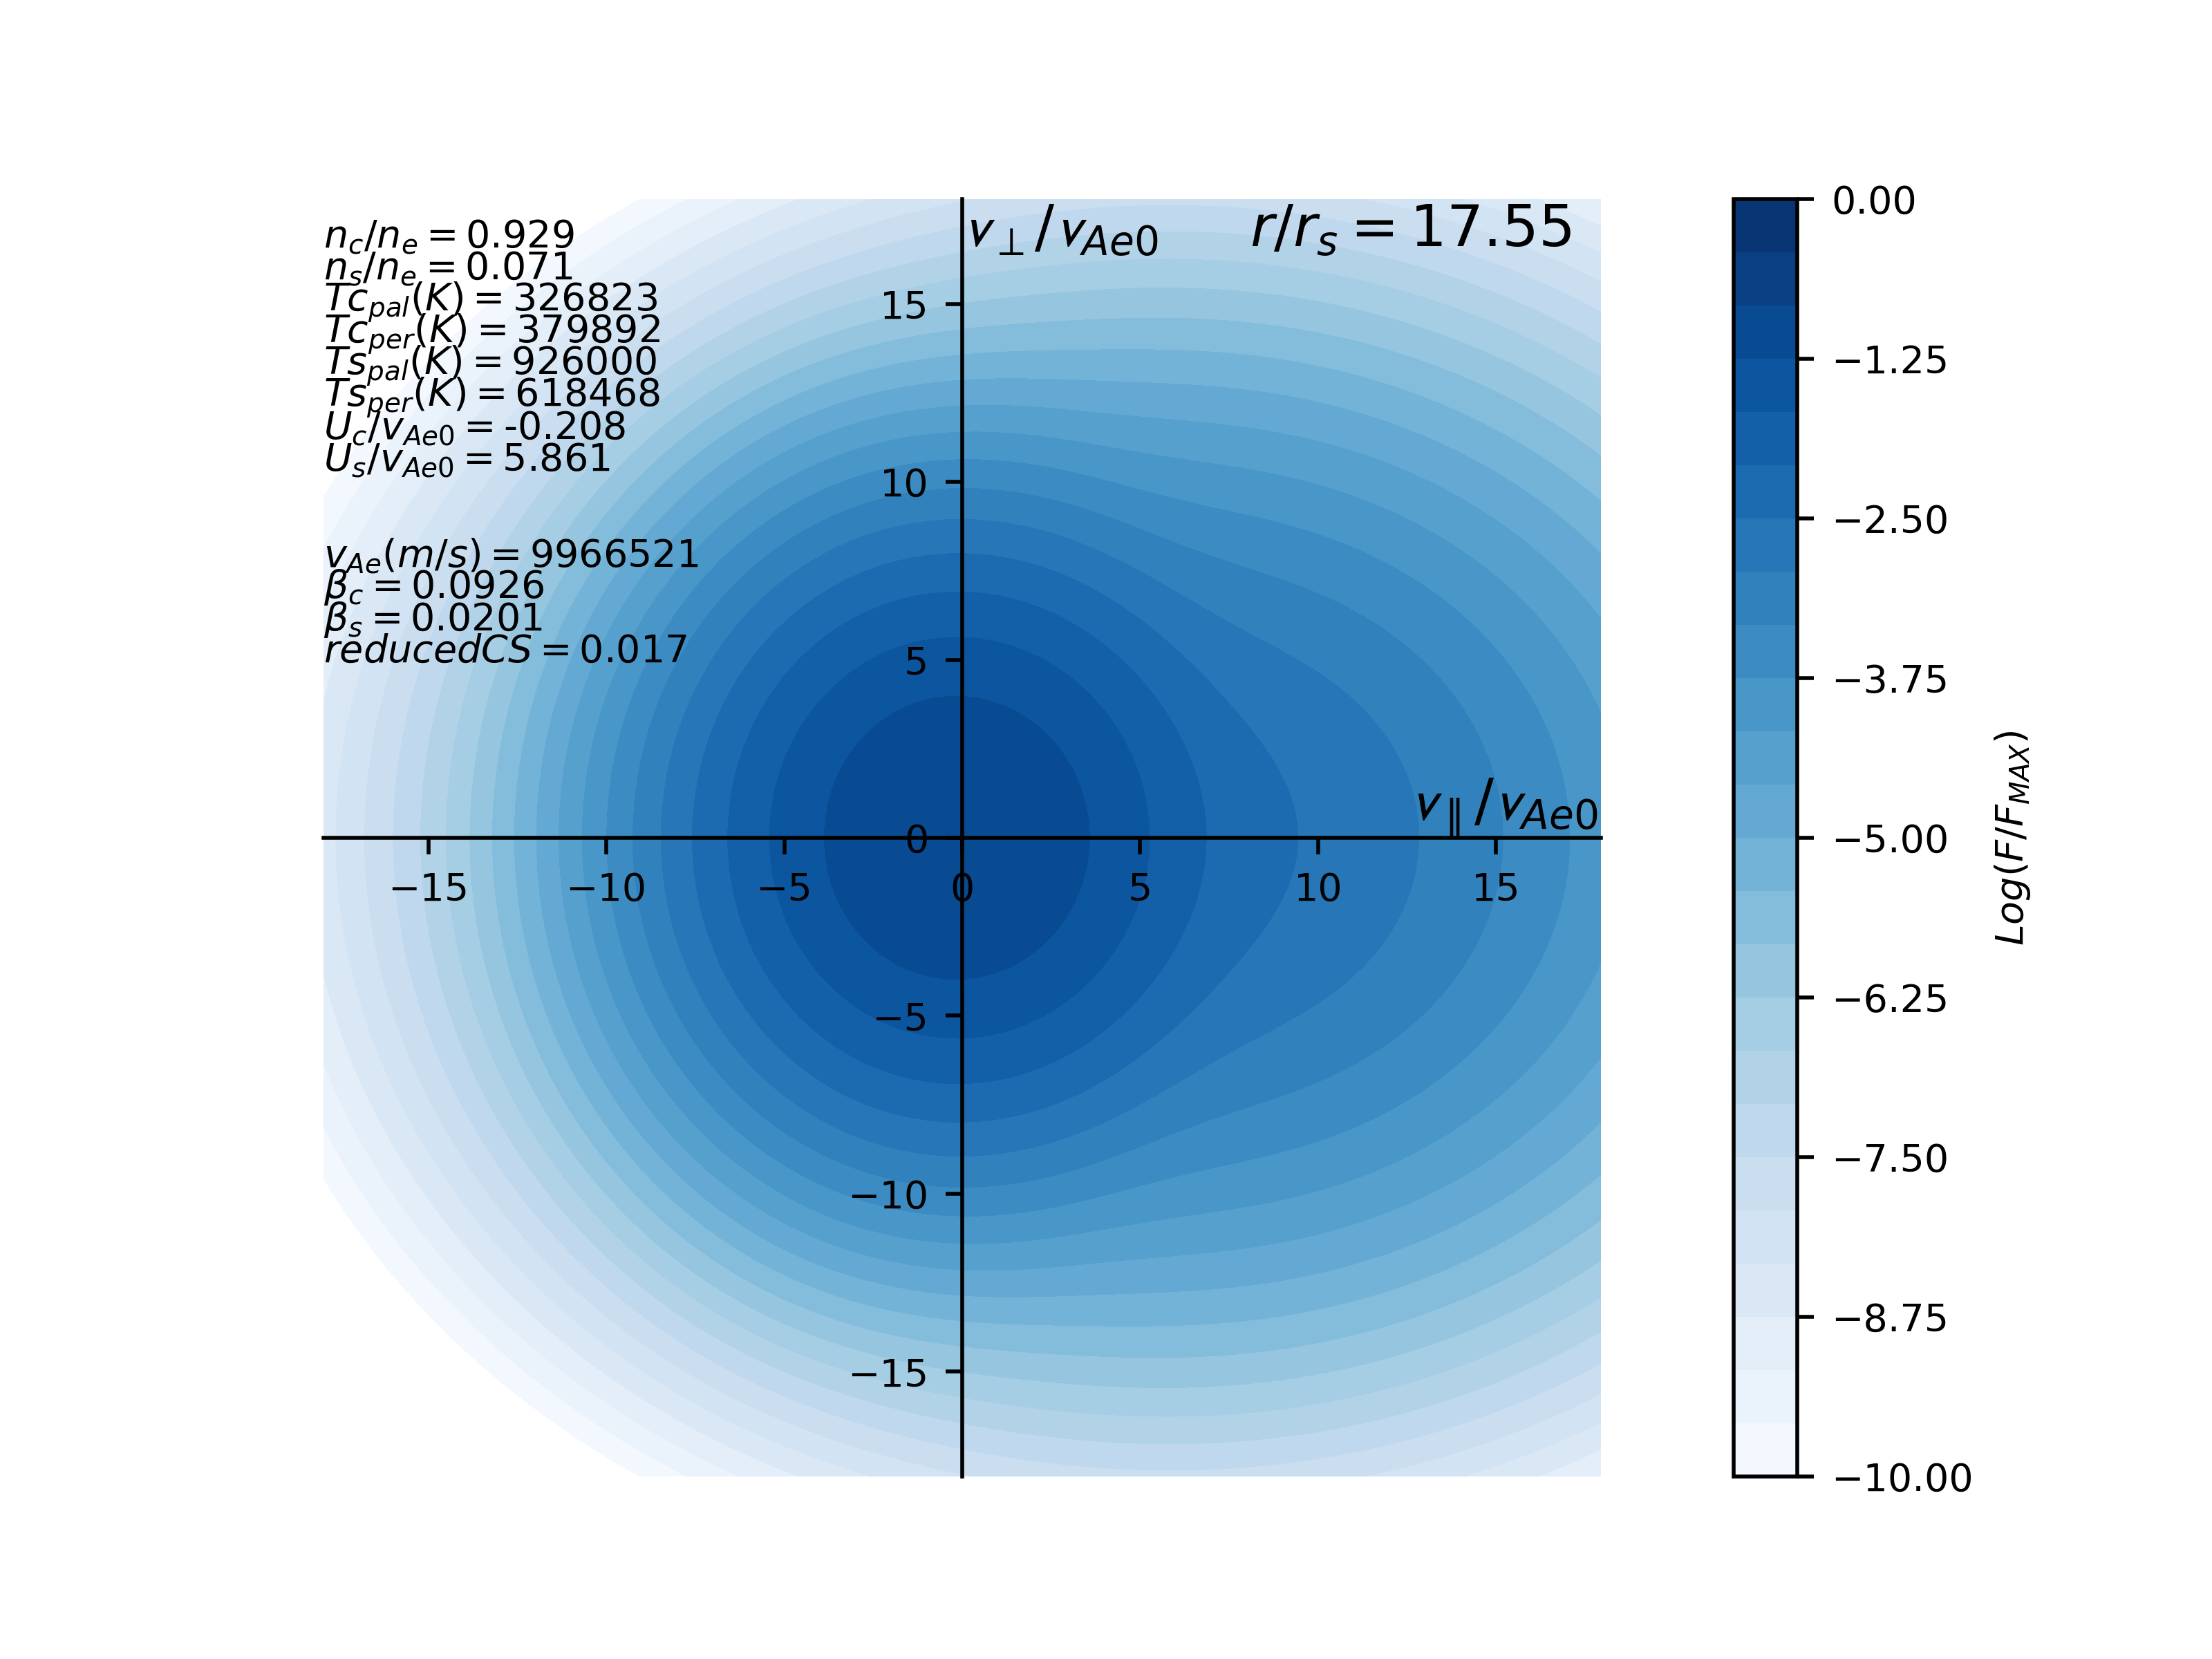 n_c/n_e = 0.929
n_s/n_e = 0.071
Tc_pal(K) = 326823
Tc_per(K) = 379892
Ts_pal(K) = 926000
Ts_per(K) = 618468
U_c/v_Ae0 = -0.208
U_s/v_Ae0 = 5.861
v_Ae(m/s) = 9966521
β_c = 0.0926
β_s = 0.0201
reducedCS = 0.017
v_⊥/v_Ae0
r/r_s = 17.55
15
10
5
0
−5
−10
−15
v_∥/v_Ae0
−15 −10 −5 0 5 10 15
0.00
−1.25
−2.50
−3.75
−5.00
−6.25
−7.50
−8.75
−10.00
Log(F/F_MAX)